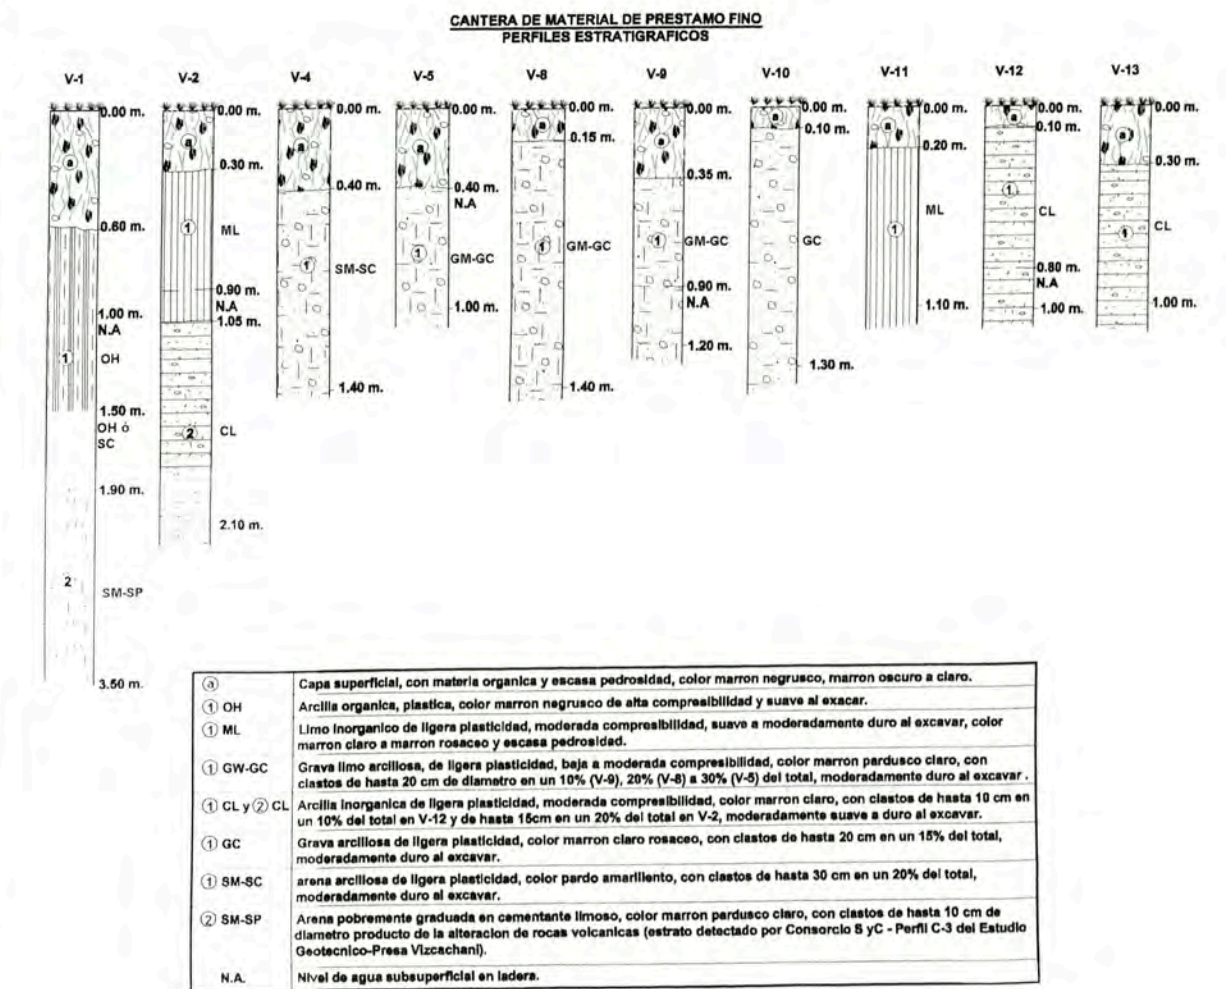 CANTERA DE MATERIAL DE PRESTAMO FINO
PERFILES ESTRATIGRAFICOS
V-1
0.00 m.
a
0.60 m.
1.00 m.
N.A
1
OH
1.50 m.
OH ó
SC
1.90 m.
2
SM-SP
3.50 m.
V-2
0.00 m.
a
0.30 m.
1
ML
0.90 m.
N.A
1.05 m.
2
CL
2.10 m.
V-4
0.00 m.
a
0.40 m.
1
SM-SC
1.40 m.
V-5
0.00 m.
a
0.40 m.
N.A
1
GM-GC
1.00 m.
V-8
0.00 m.
a
0.15 m.
1
GM-GC
1.40 m.
V-9
0.00 m.
a
0.35 m.
1
GM-GC
0.90 m.
N.A
1.20 m.
V-10
0.00 m.
a
0.10 m.
GC
1.30 m.
V-11
0.00 m.
a
0.20 m.
ML
1
1.10 m.
V-12
0.00 m.
a
0.10 m.
1
CL
0.80 m.
N.A
1.00 m.
V-13
0.00 m.
a
0.30 m.
1
CL
1.00 m.
a Capa superficial, con materia organica y escasa pedrosidad, color marron negrusco, marron oscuro a claro.
1 OH Arcilla organica, plastica, color marron negrusco de alta compresibilidad y suave al exacar.
1 ML Limo inorganico de ligera plasticidad, moderada compresibilidad, suave a moderadamente duro al excavar, color
marron claro a marron rosaceo y escasa pedrosidad.
1 GW-GC Grava limo arcillosa, de ligera plasticidad, baja a moderada compresibilidad, color marron pardusco claro, con
clastos de hasta 20 cm de diametro en un 10% (V-9), 20% (V-8) a 30% (V-5) del total, moderadamente duro al excavar .
1 CL y 2 CL Arcilla inorganica de ligera plasticidad, moderada compresibilidad, color marron claro, con clastos de hasta 10 cm en
un 10% del total en V-12 y de hasta 15cm en un 20% del total en V-2, moderadamente suave a duro al excavar.
1 GC Grava arcillosa de ligera plasticidad, color marron claro rosaceo, con clastos de hasta 20 cm en un 15% del total,
moderadamente duro al excavar.
1 SM-SC arena arcillosa de ligera plasticidad, color pardo amarillento, con clastos de hasta 30 cm en un 20% del total,
moderadamente duro al excavar.
2 SM-SP Arena pobremente graduada en cementante limoso, color marron pardusco claro, con clastos de hasta 10 cm de
diametro producto de la alteracion de rocas volcanicas (estrato detectado por Consorcio S yC - Perfil C-3 del Estudio
Geotecnico-Presa Vizcachani).
N.A. Nivel de agua subsuperficial en ladera.